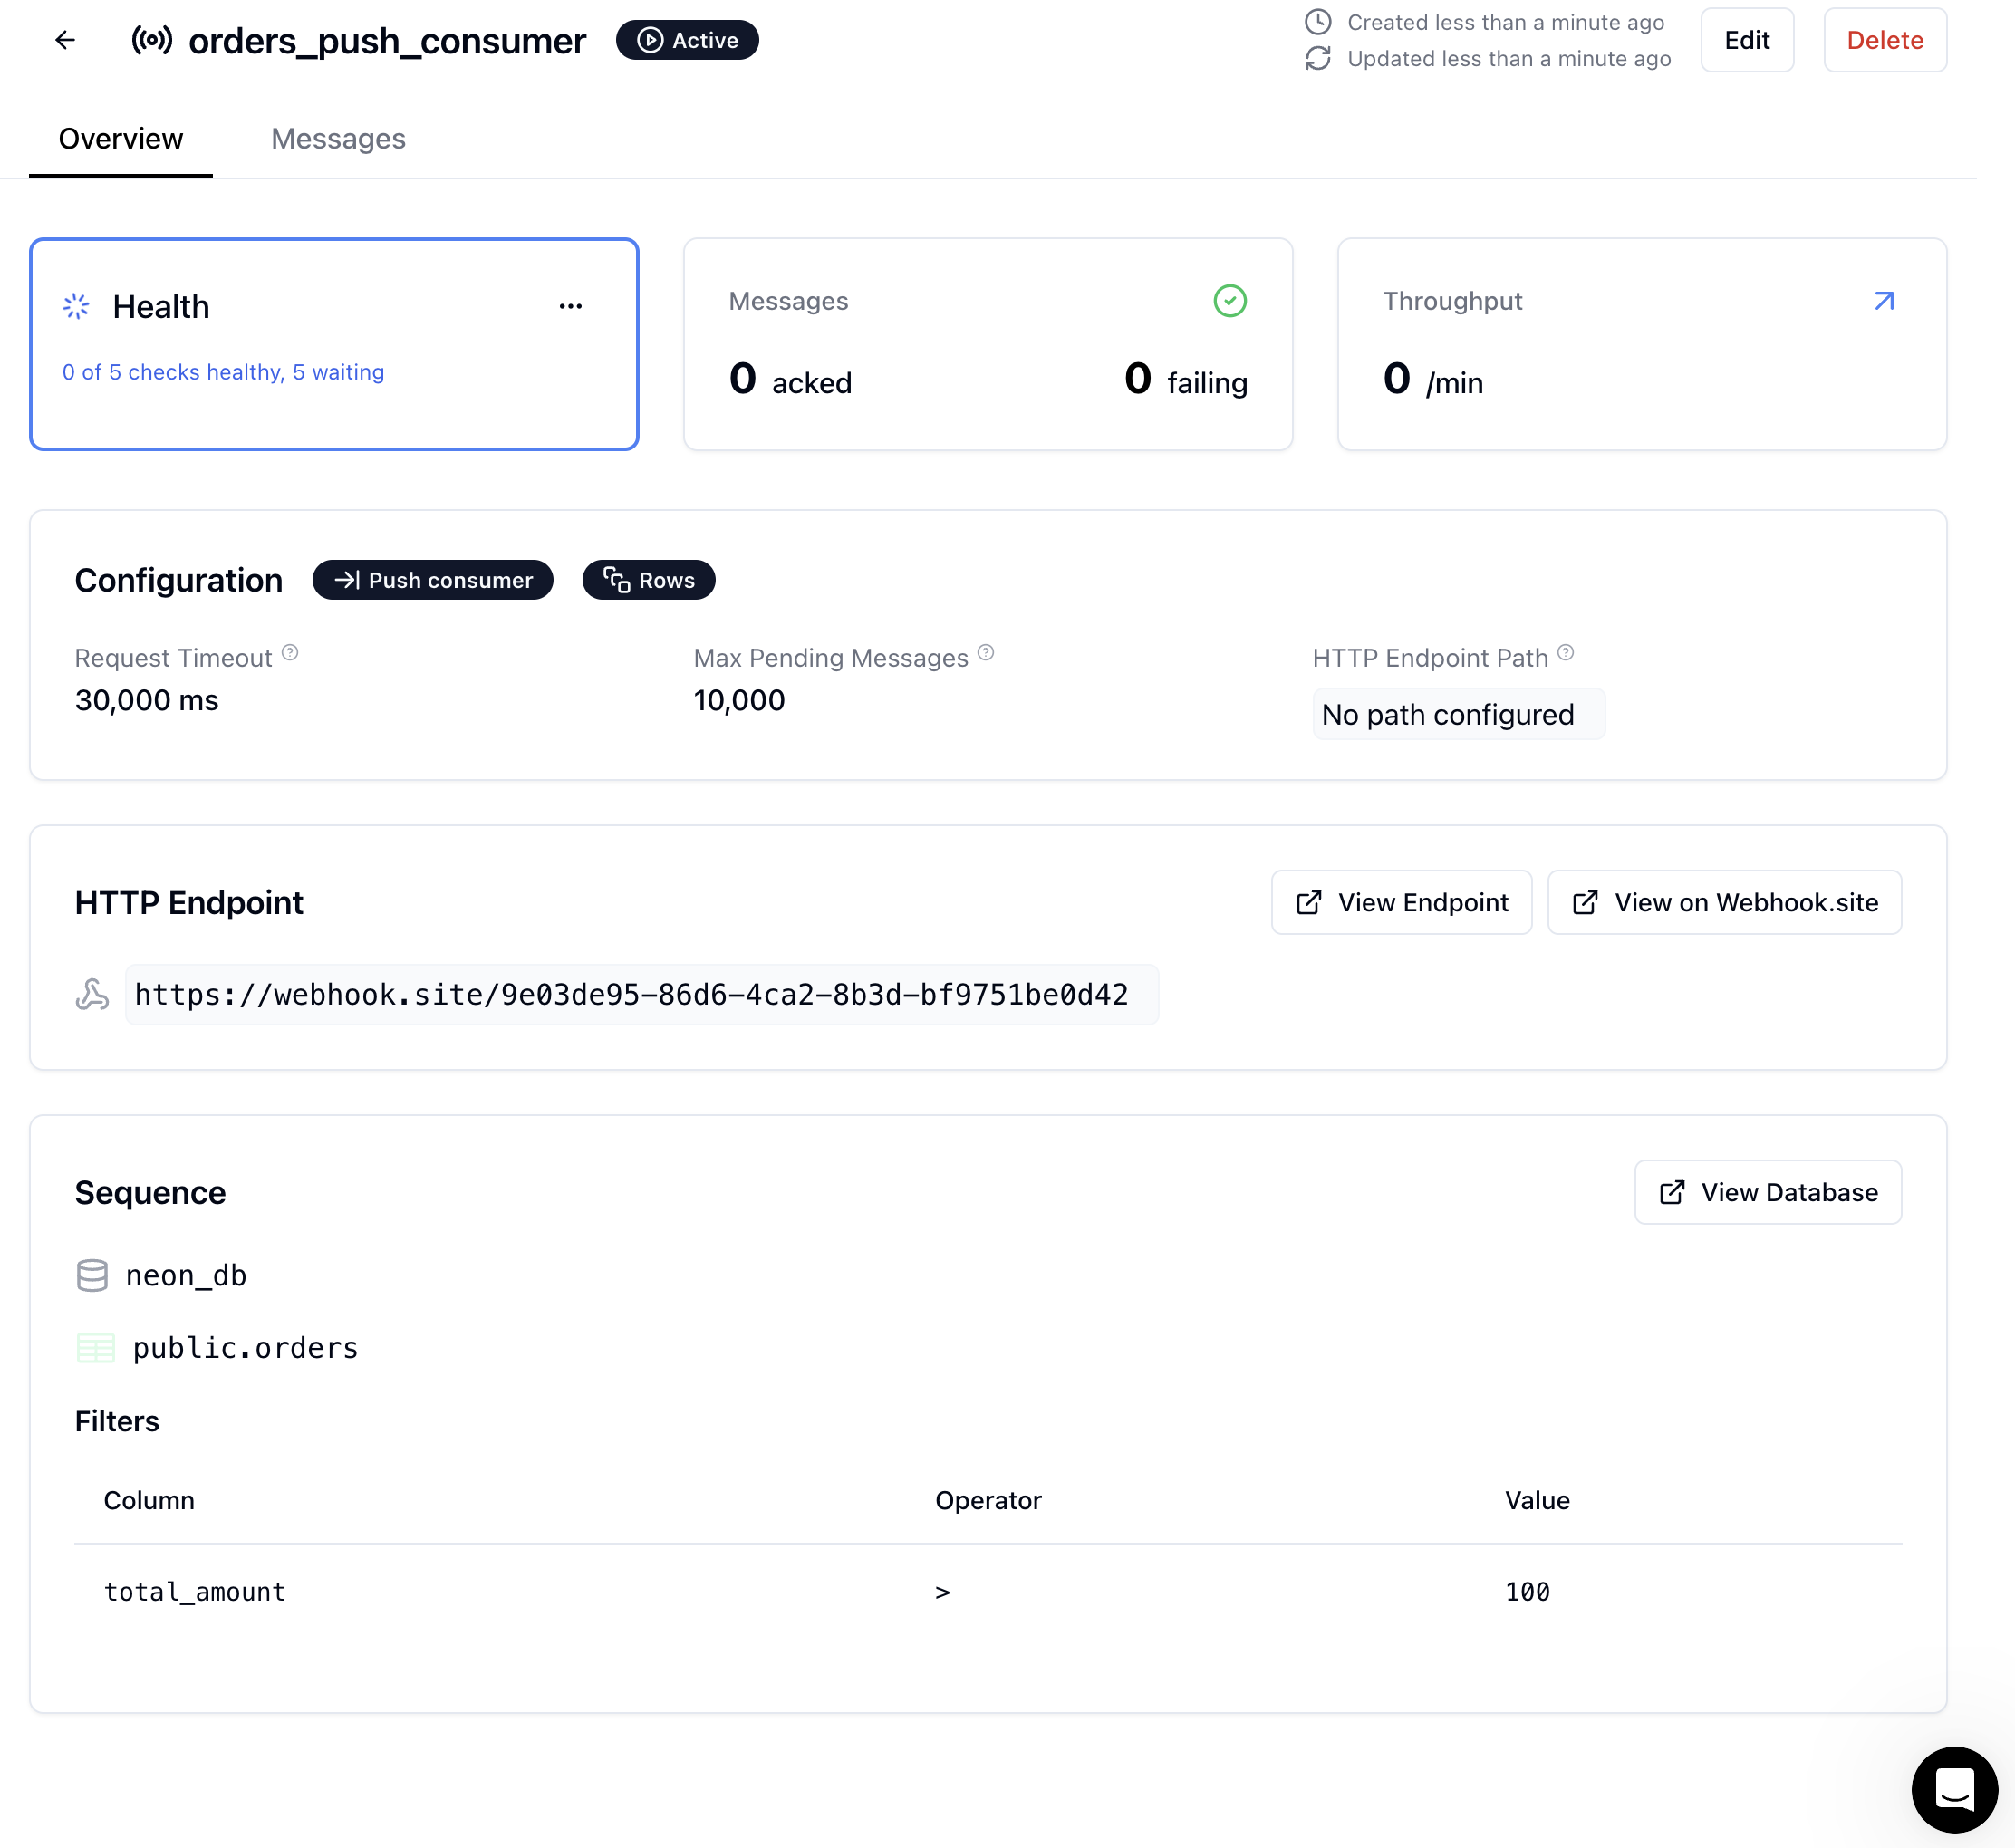 orders_push_consumer Active
Created less than a minute ago
Updated less than a minute ago
Edit
Delete
Overview
Messages
Health
0 of 5 checks healthy, 5 waiting
Messages
0 acked
0 failing
Throughput
0 /min
Configuration
Push consumer
Rows
Request Timeout
30,000 ms
Max Pending Messages
10,000
HTTP Endpoint Path
No path configured
HTTP Endpoint
View Endpoint
View on Webhook.site
https://webhook.site/9e03de95-86d6-4ca2-8b3d-bf9751be0d42
Sequence
View Database
neon_db
public.orders
Filters
Column Operator Value
total_amount > 100